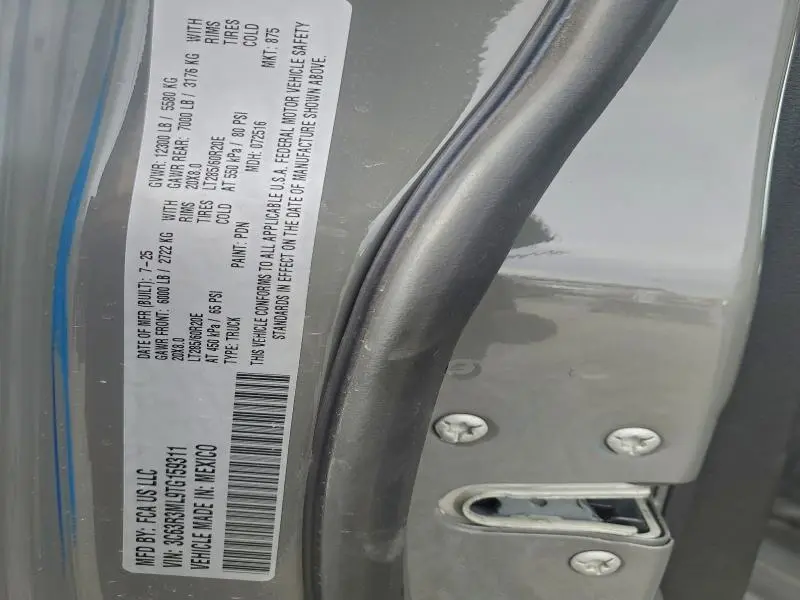 MFD BY: FCA US LLC
DATE OF MFR (BUILT): 7-25
GVWR: 12300 LB / 5580 KG
GAWR FRONT: 6000 LB / 2722 KG WITH
20X8.0 RIMS
LT285/60R20E TIRES
AT 450 kPa / 65 PSI COLD
GAWR REAR: 7000 LB / 3176 KG WITH
20X8.0 RIMS
LT285/60R20E TIRES
AT 550 kPa / 80 PSI COLD
VIN: 3C63R3ML9TG159311
TYPE: TRUCK
PAINT: PDN
MDH: 072516
MKT: 875
VEHICLE MADE IN: MEXICO
THIS VEHICLE CONFORMS TO ALL APPLICABLE U.S.A. FEDERAL MOTOR VEHICLE SAFETY
STANDARDS IN EFFECT ON THE DATE OF MANUFACTURE SHOWN ABOVE.